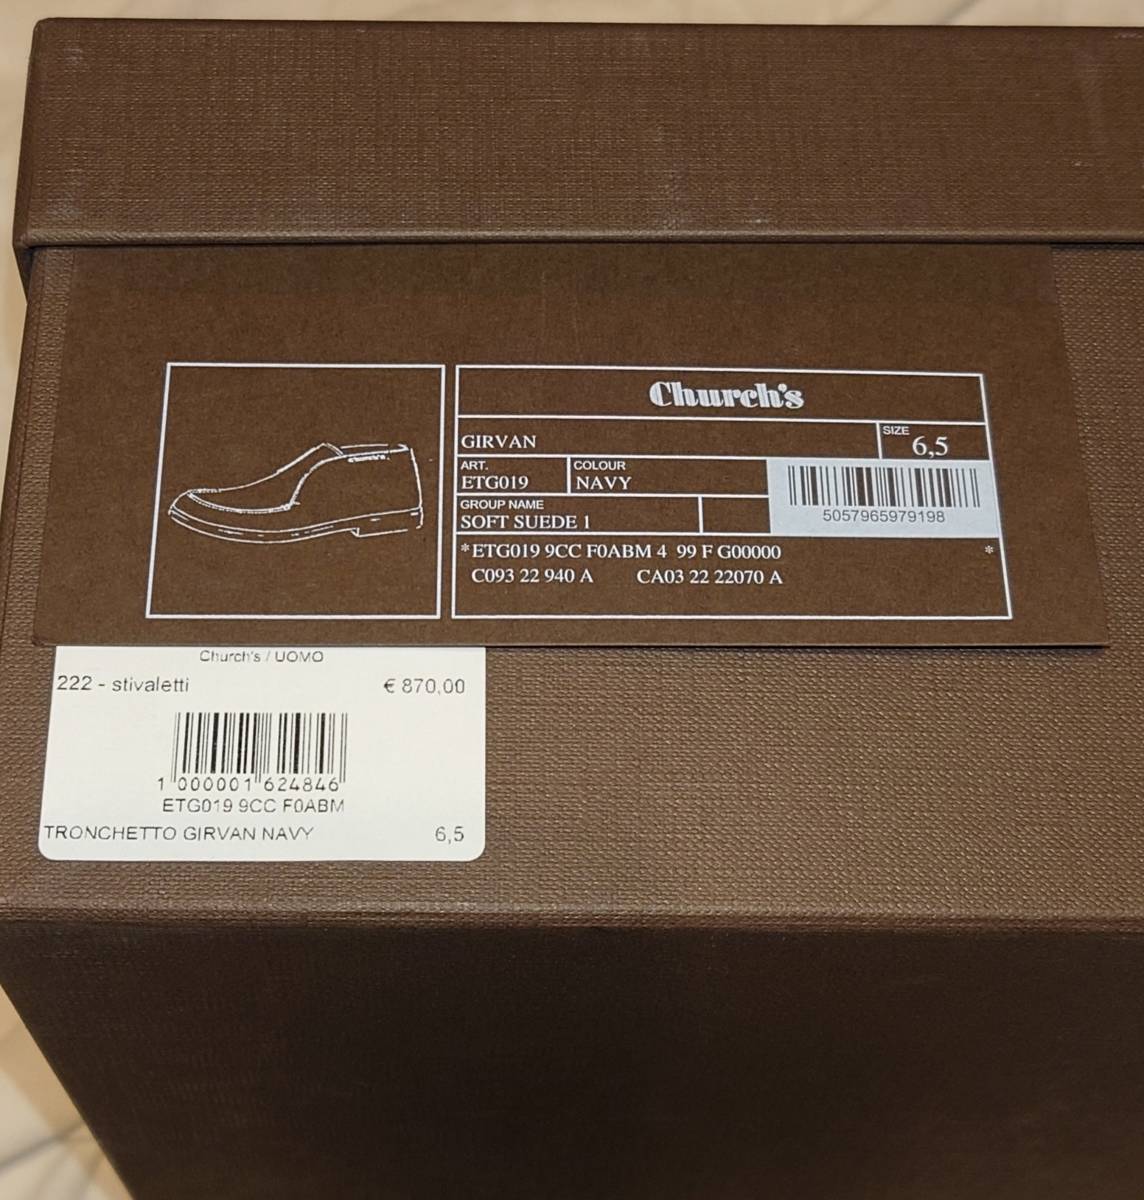 Church's
GIRVAN
SIZE
6,5
ART.
ETG019
COLOUR
NAVY
5057965979198
GROUP NAME
SOFT SUEDE 1
*ETG019 9CC F0ABM 4 99 F G00000 *
C093 22 940 A CA03 22 22070 A
Church's / UOMO
222 - stivaletti € 870,00
1 000001 624846
ETG019 9CC F0ABM
TRONCHETTO GIRVAN NAVY 6,5